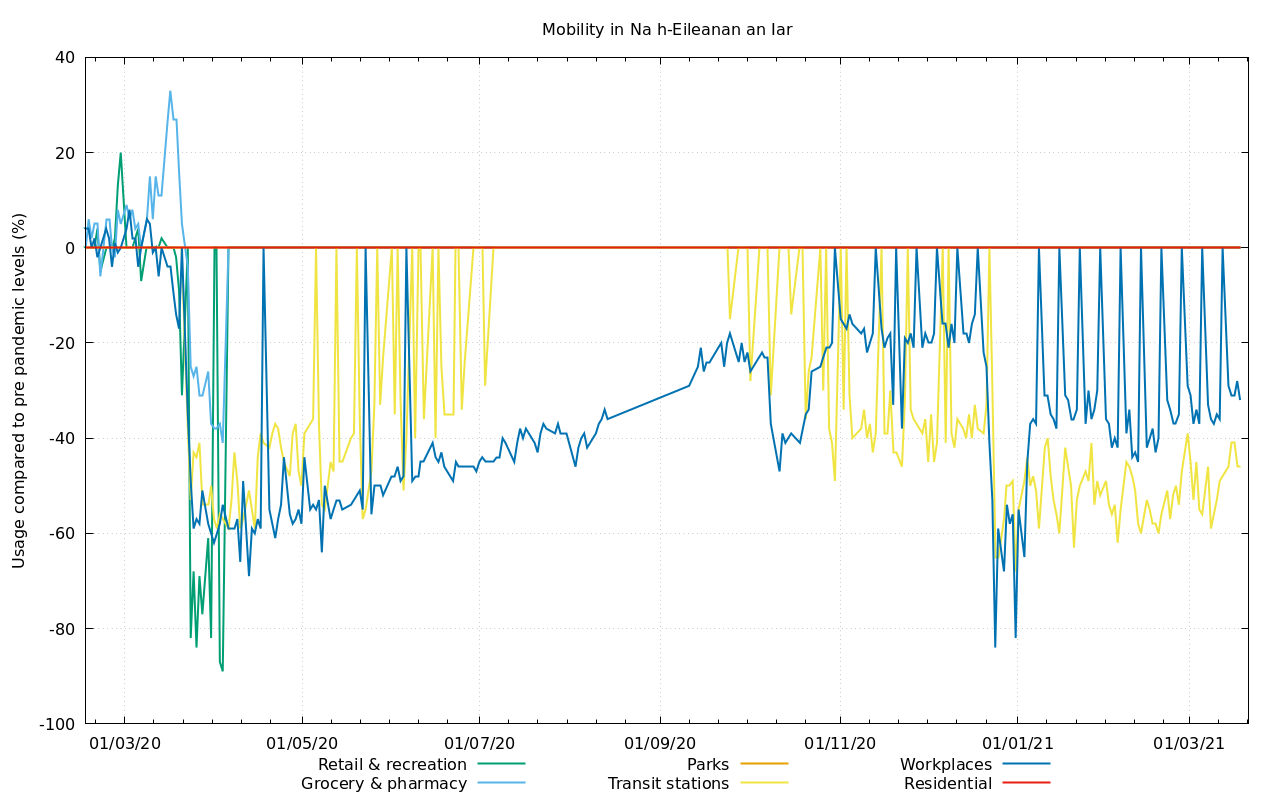 Mobility in Na h-Eileanan an Iar
Usage compared to pre pandemic levels (%)
40
20
0
-20
-40
-60
-80
-100
01/03/20 01/05/20 01/07/20 01/09/20 01/11/20 01/01/21 01/03/21
Retail & recreation Parks Workplaces
Grocery & pharmacy Transit stations Residential